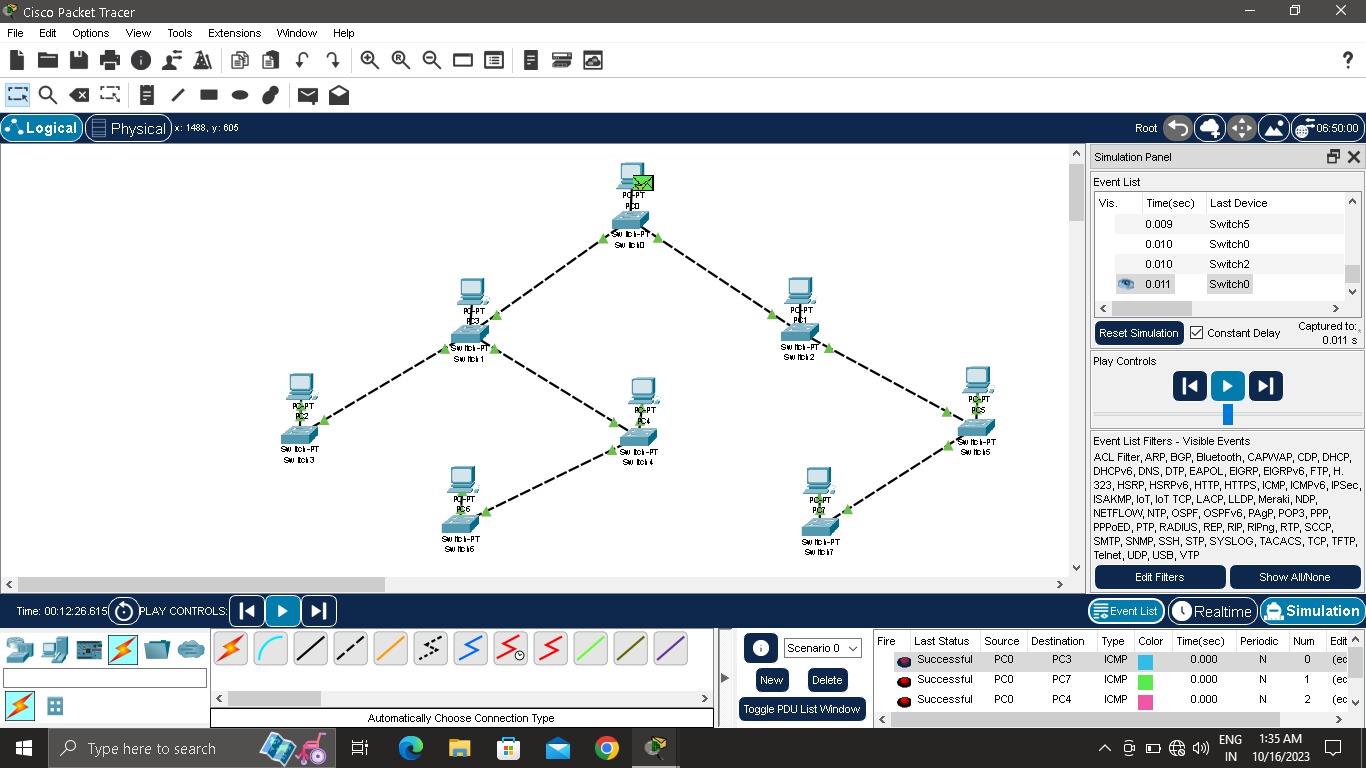 Cisco Packet Tracer
File Edit Options View Tools Extensions Window Help
Logical Physical x: 1488, y: 605 Root 06:50:00
PC-PT
PC0
Switch-PT
Switch0
PC-PT
PC3
Switch-PT
Switch1
PC-PT
PC1
Switch-PT
Switch2
PC-PT
PC2
Switch-PT
Switch3
PC-PT
PC4
Switch-PT
Switch4
PC-PT
PC5
Switch-PT
Switch5
PC-PT
PC6
Switch-PT
Switch6
PC-PT
PC7
Switch-PT
Switch7
Simulation Panel
Event List
Vis. Time(sec) Last Device
0.009 Switch5
0.010 Switch0
0.010 Switch2
0.011 Switch0
Reset Simulation Constant Delay Captured to:
0.011 s
Play Controls
Event List Filters - Visible Events
ACL Filter, ARP, BGP, Bluetooth, CAPWAP, CDP, DHCP,
DHCPv6, DNS, DTP, EAPOL, EIGRP, EIGRPv6, FTP, H.
323, HSRP, HSRPv6, HTTP, HTTPS, ICMP, ICMPv6, IPSec,
ISAKMP, IoT, IoT TCP, LACP, LLDP, Meraki, NDP,
NETFLOW, NTP, OSPF, OSPFv6, PAgP, POP3, PPP,
PPPoED, PTP, RADIUS, REP, RIP, RIPng, RTP, SCCP,
SMTP, SNMP, SSH, STP, SYSLOG, TACACS, TCP, TFTP,
Telnet, UDP, USB, VTP
Edit Filters Show All/None
Time: 00:12:26.615 PLAY CONTROLS: Event List Realtime Simulation
Automatically Choose Connection Type
Scenario 0
New Delete
Toggle PDU List Window
Fire Last Status Source Destination Type Color Time(sec) Periodic Num Edit
Successful PC0 PC3 ICMP 0.000 N 0 (ec
Successful PC0 PC7 ICMP 0.000 N 1 (ec
Successful PC0 PC4 ICMP 0.000 N 2 (ec
Type here to search
ENG
IN
1:35 AM
10/16/2023